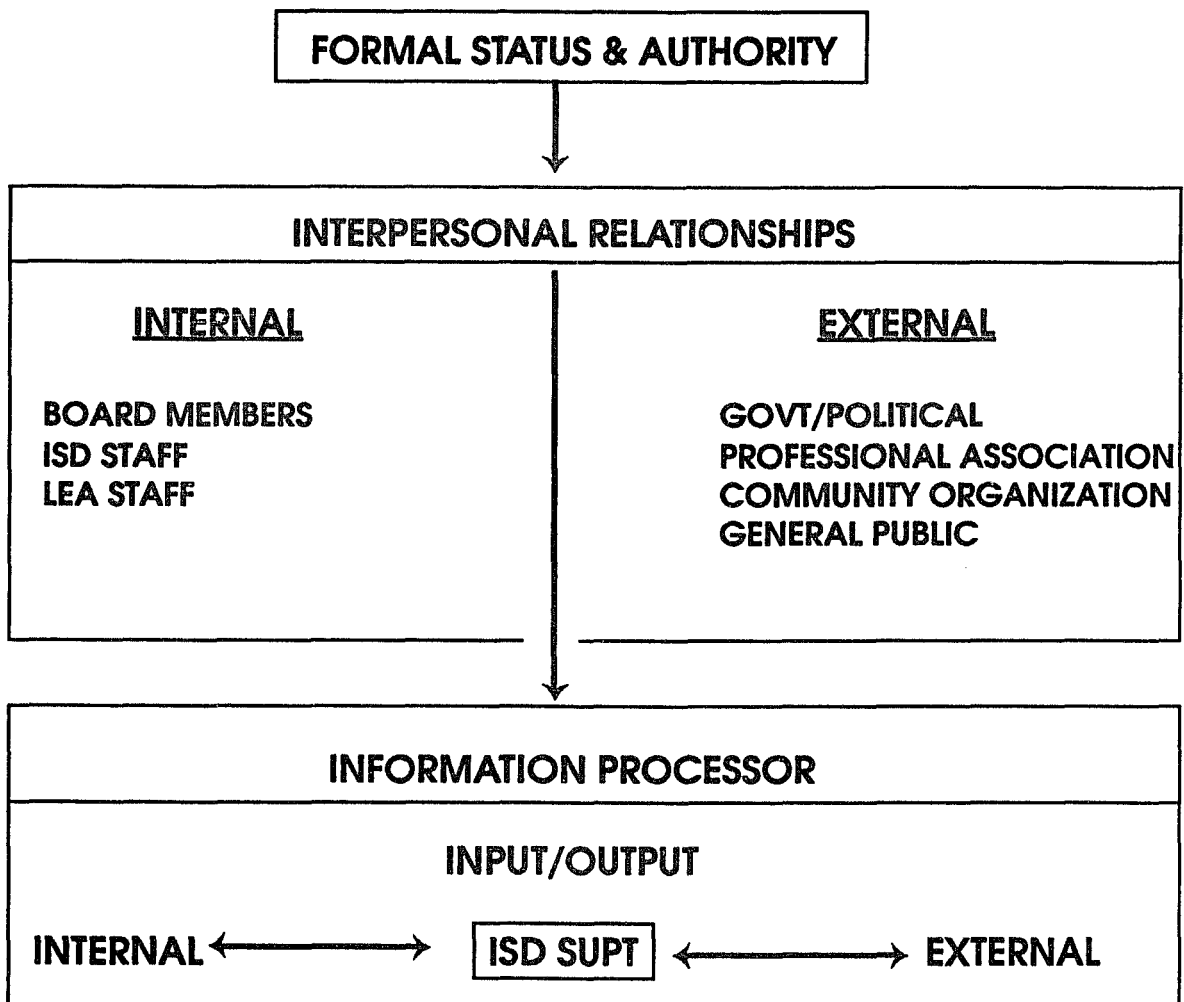 FORMAL STATUS & AUTHORITY
INTERPERSONAL RELATIONSHIPS
INTERNAL
BOARD MEMBERS
ISD STAFF
LEA STAFF
EXTERNAL
GOVT/POLITICAL
PROFESSIONAL ASSOCIATION
COMMUNITY ORGANIZATION
GENERAL PUBLIC
INFORMATION PROCESSOR
INPUT/OUTPUT
INTERNAL ISD SUPT EXTERNAL